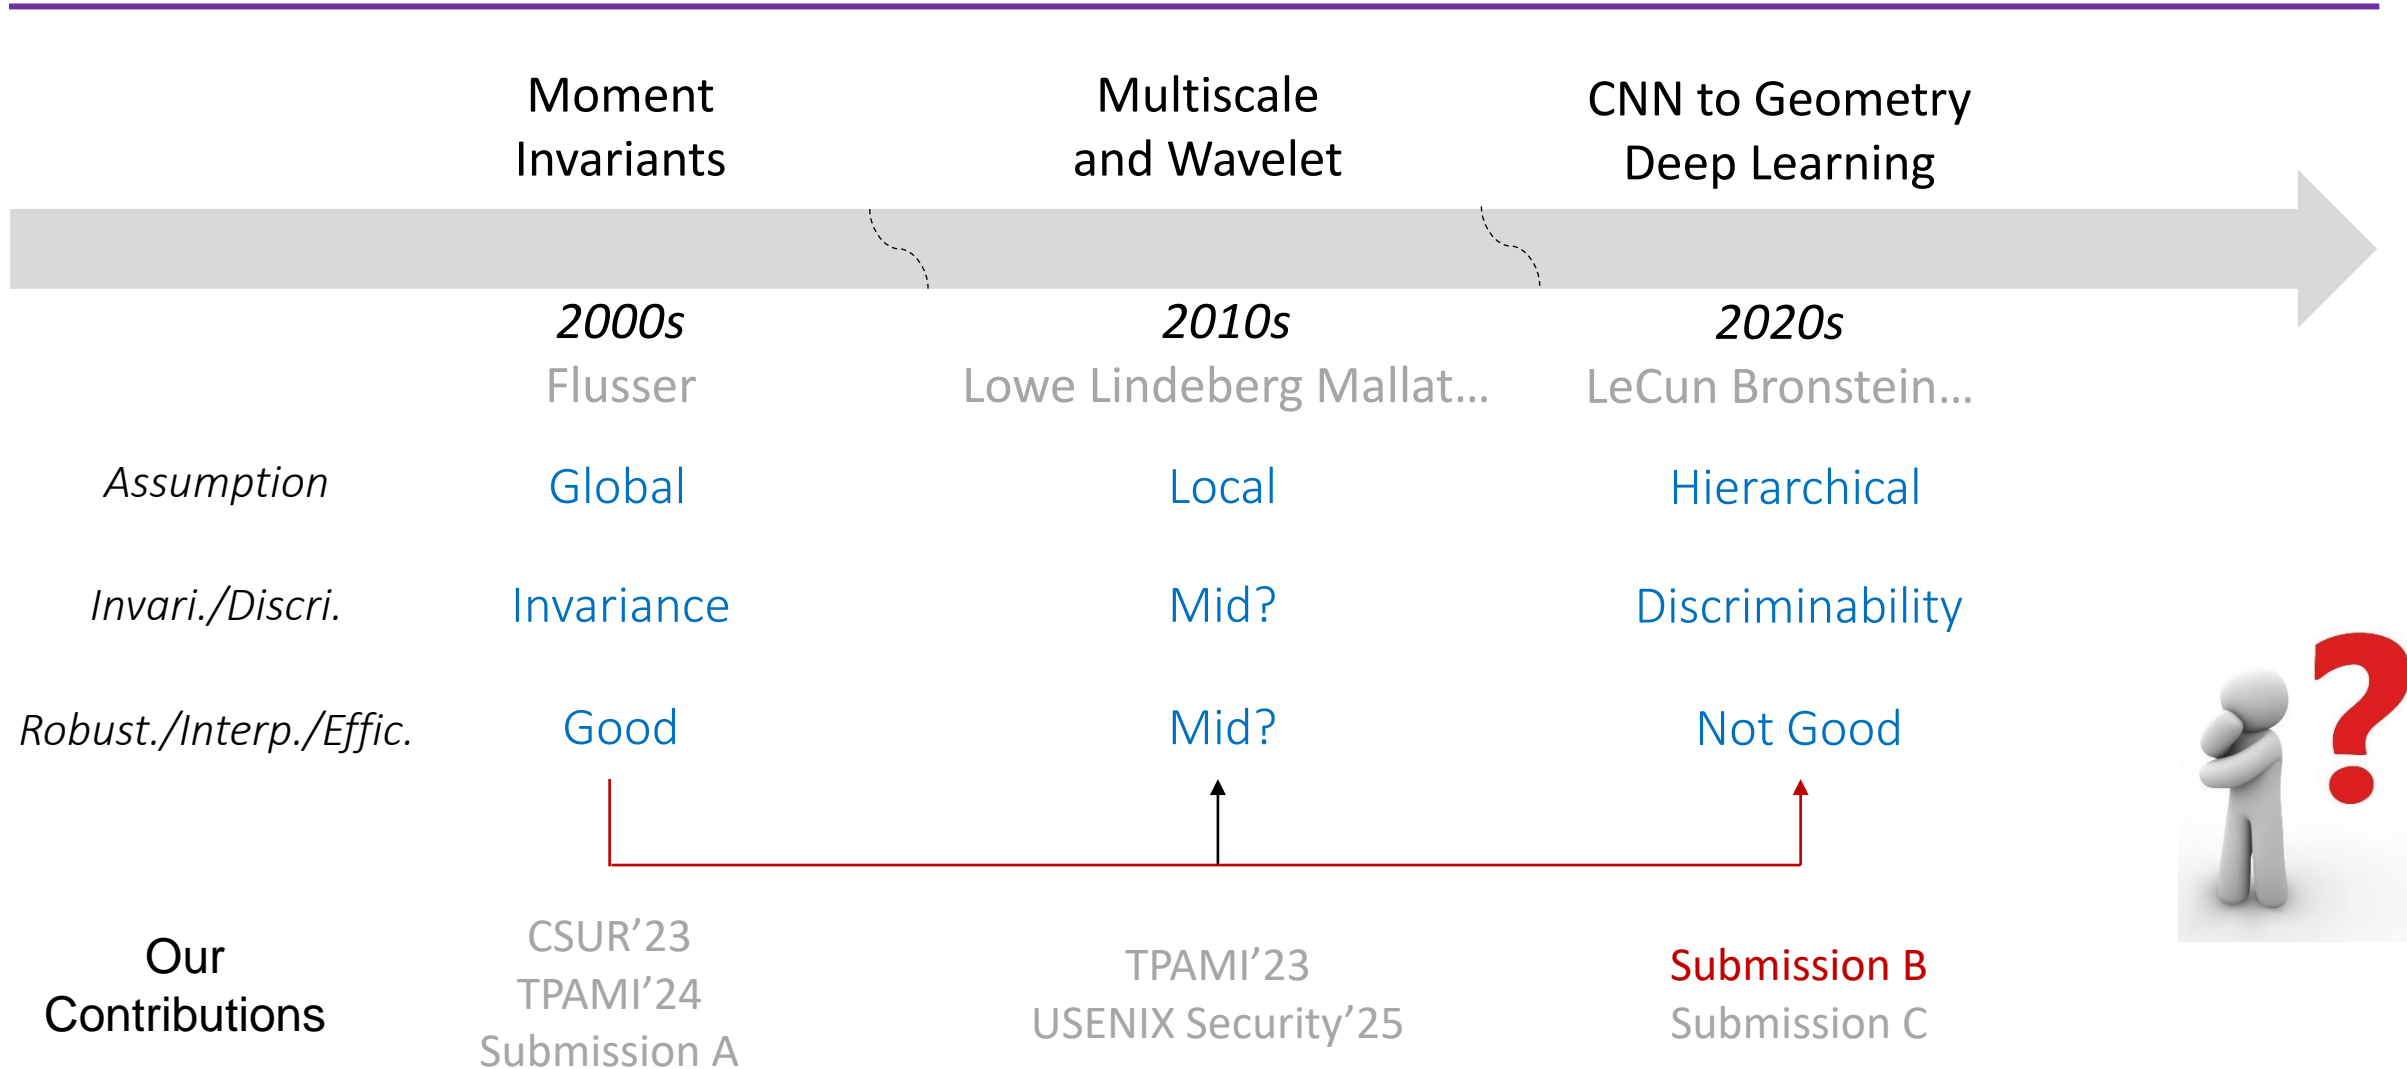 Moment
Invariants
Multiscale
and Wavelet
CNN to Geometry
Deep Learning
2000s
2010s
2020s
Flusser
Lowe Lindeberg Mallat…
LeCun Bronstein…
Assumption
Global
Local
Hierarchical
Invari./Discri.
Invariance
Mid?
Discriminability
Robust./Interp./Effic.
Good
Mid?
Not Good
?
Our
Contributions
CSUR’23
TPAMI’24
Submission A
TPAMI’23
USENIX Security’25
Submission B
Submission C